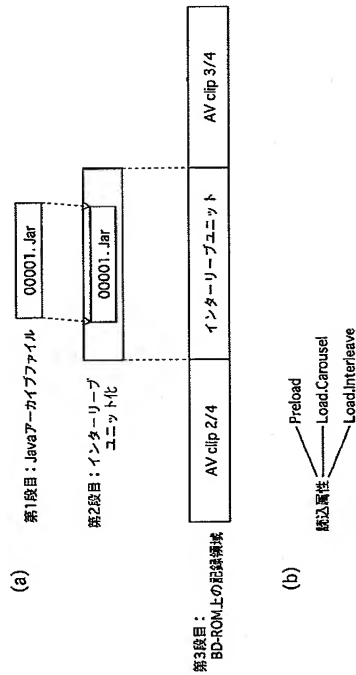 (a)
第1段目:Javaアーカイブファイル
00001. Jar
第2段目:インターリーブ
ユニット化
00001. Jar
第3段目:
BD-ROM上の記録領域
AV clip 2/4
インターリーブユニット
AV clip 3/4
(b)
読込属性
Preload
Load.Carousel
Load.Interleave